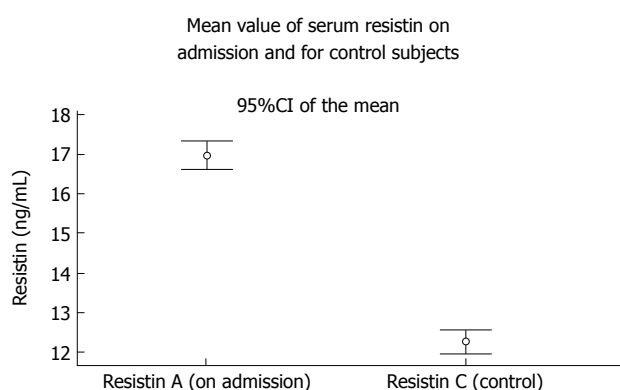 Mean value of serum resistin on
admission and for control subjects
95%CI of the mean
18
17
16
15
14
13
12
Resistin (ng/mL)
Resistin A (on admission)
Resistin C (control)